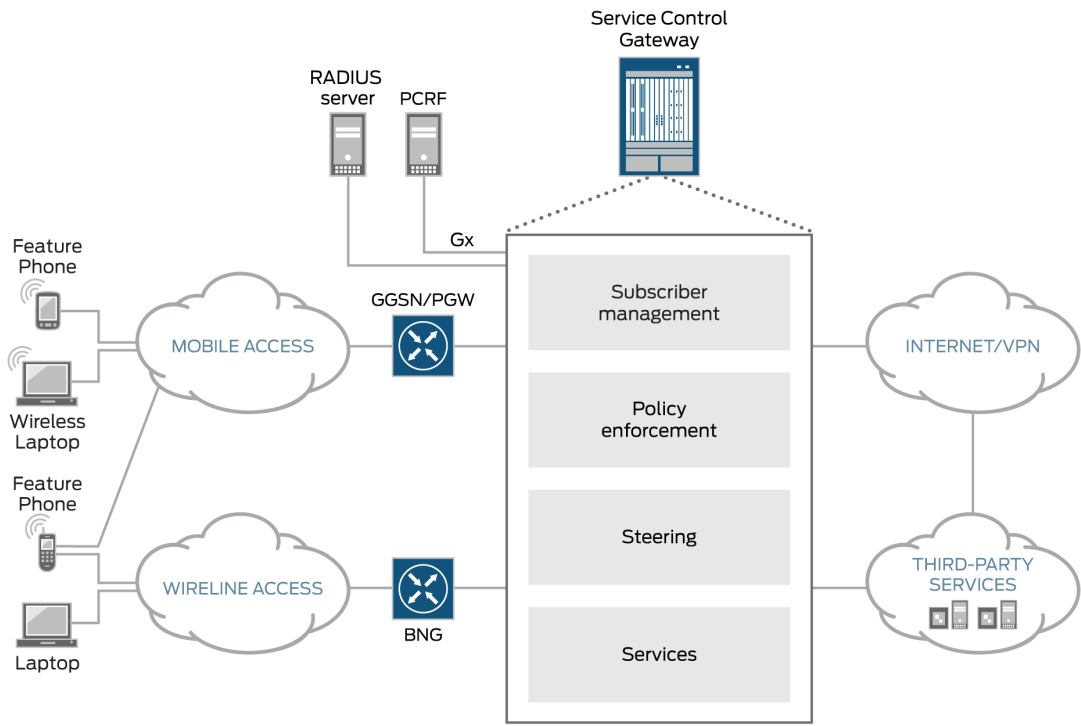 Service Control
Gateway
RADIUS
server
PCRF
Gx
Feature
Phone
GGSN/PGW
Subscriber
management
MOBILE ACCESS
INTERNET/VPN
Wireless
Laptop
Policy
enforcement
Feature
Phone
Steering
WIRELINE ACCESS
THIRD-PARTY
SERVICES
BNG
Services
Laptop